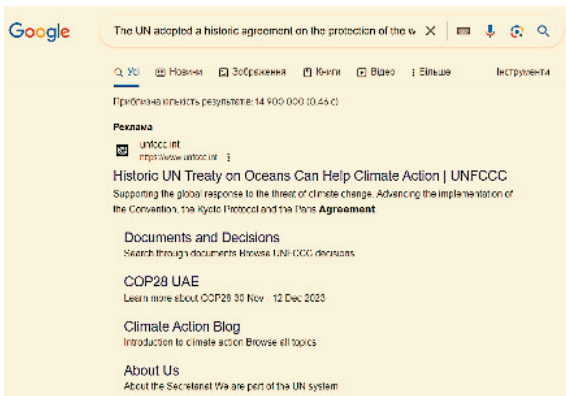 Google
The UN adopted a historic agreement on the protection of the w
Усі Новини Зображення Книги Відео Більше Інструменти
Приблизна кількість результатів: 14 900 000 (0,46 с)
Реклама
unfccc.int
https://www.unfccc.int
Historic UN Treaty on Oceans Can Help Climate Action | UNFCCC
Supporting the global response to the threat of climate change. Advancing the implementation of
the Convention, the Kyoto Protocol and the Paris Agreement
Documents and Decisions
Search through documents Browse UNFCCC decisions
COP28 UAE
Learn more about COP28 30 Nov - 12 Dec 2023
Climate Action Blog
Introduction to climate action Browse all topics
About Us
About the Secretariat We are part of the UN system